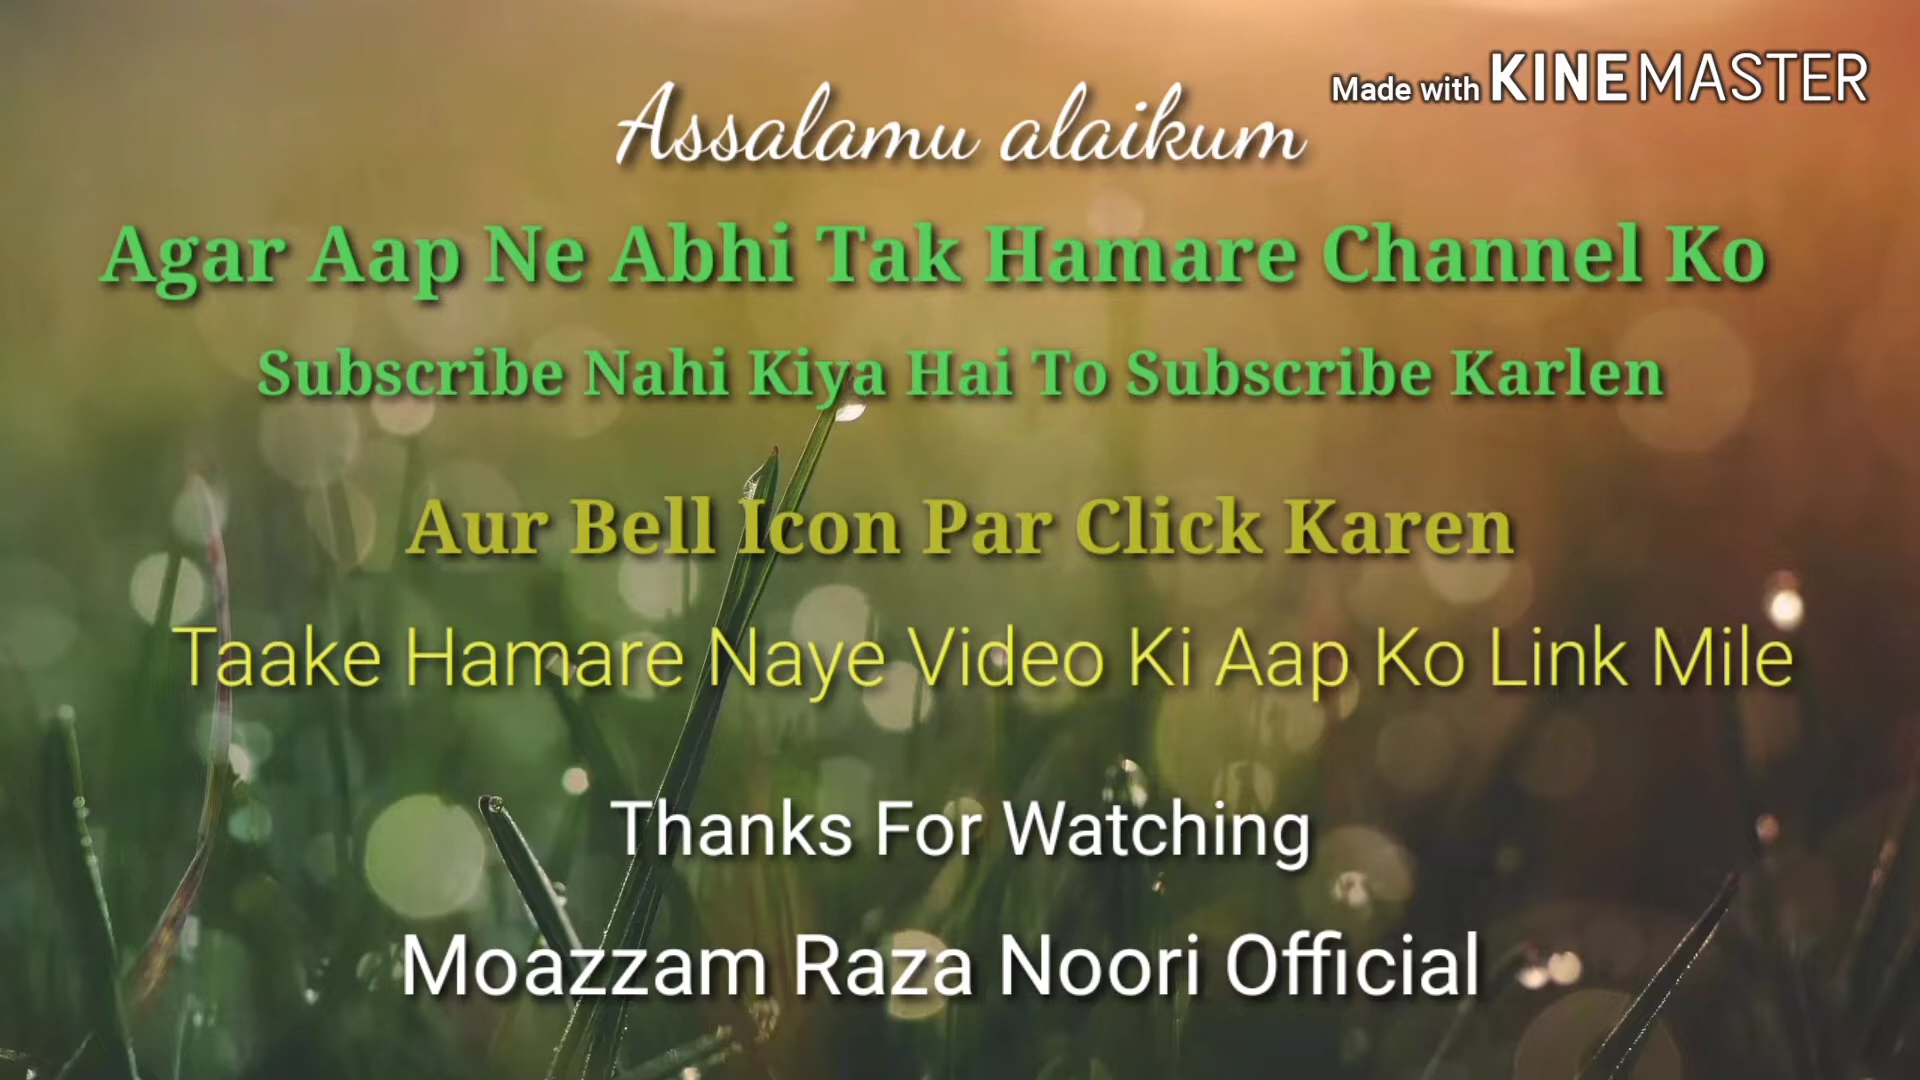 Made with KINEMASTER
Assalamu alaikum
Agar Aap Ne Abhi Tak Hamare Channel Ko
Subscribe Nahi Kiya Hai To Subscribe Karlen
Aur Bell Icon Par Click Karen
Taake Hamare Naye Video Ki Aap Ko Link Mile
Thanks For Watching
Moazzam Raza Noori Official